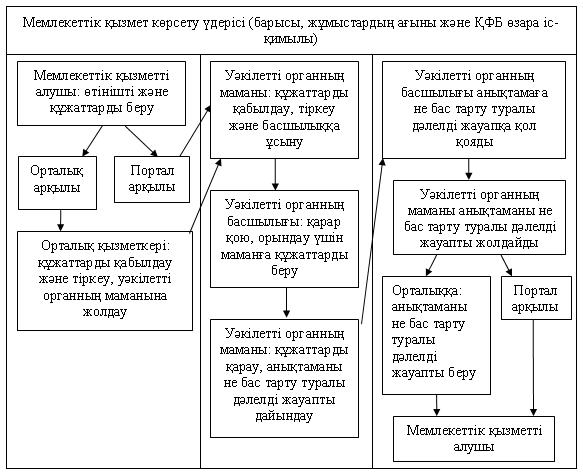 Мемлекеттік қызмет көрсету үдерісі (барысы, жұмыстардың ағыны және ҚФБ өзара іс-
қимылы)
Мемлекеттік қызметті
алушы: өтінішті және
құжаттарды беру
Орталық
арқылы
Портал
арқылы
Орталық қызметкері:
құжаттарды қабылдау
және тіркеу, уәкілетті
органның маманына
жолдау
Уәкілетті органның
маманы: құжаттарды
қабылдау, тіркеу
және басшылыққа
ұсыну
Уәкілетті органның
басшылығы: қарар
қою, орындау үшін
маманға құжаттарды
беру
Уәкілетті органның
маманы: құжаттарды
қарау, анықтаманы
не бас тарту туралы
дәлелді жауапты
дайындау
Уәкілетті органның
басшылығы анықтамаға
не бас тарту туралы
дәлелді жауапқа қол
қояды
Уәкілетті органның
маманы анықтаманы не
бас тарту туралы дәлелді
жауапты жолдайды
Орталыққа:
анықтаманы
не бас тарту
туралы
дәлелді
жауапты беру
Портал
арқылы
Мемлекеттік қызметті
алушы